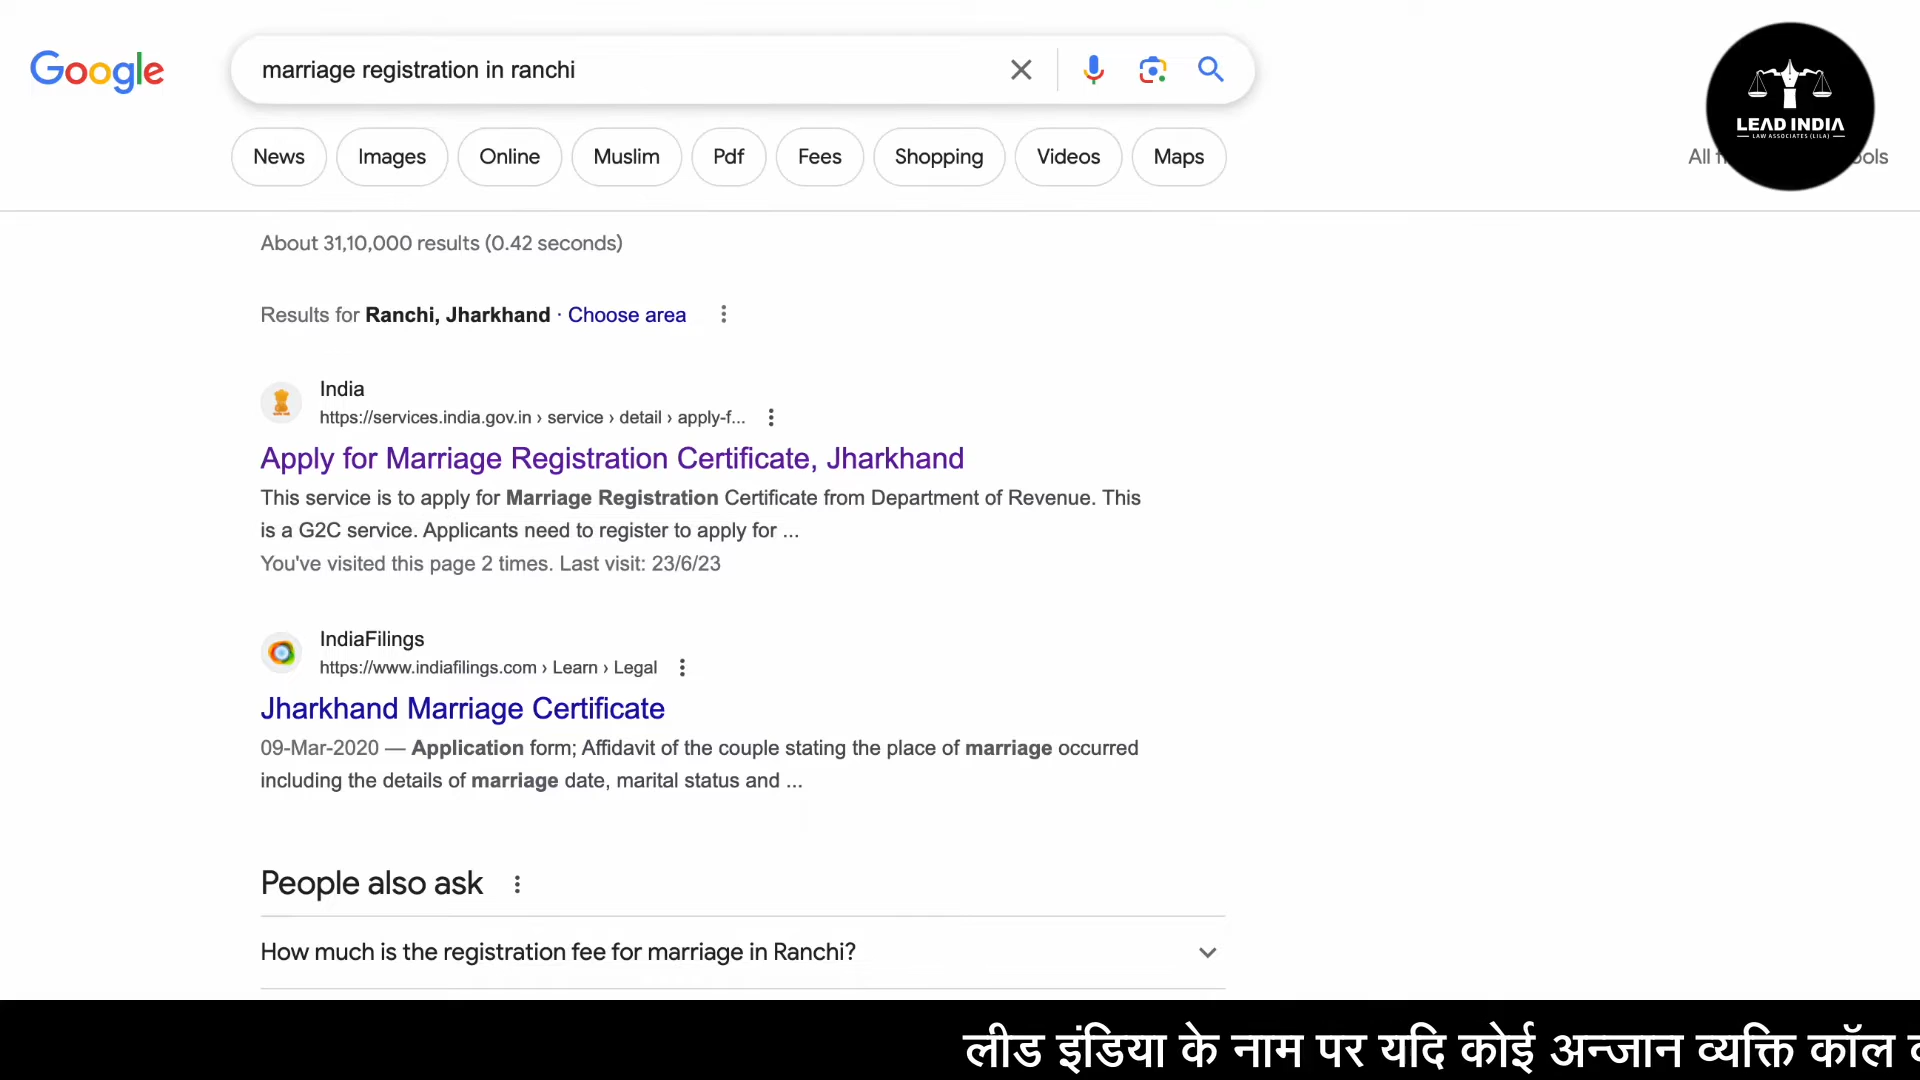 Google
marriage registration in ranchi
LEAD INDIA
LAW ASSOCIATES (LILA)
News
Images
Online
Muslim
Pdf
Fees
Shopping
Videos
Maps
All
About 31,10,000 results (0.42 seconds)
Results for Ranchi, Jharkhand · Choose area
India
https://services.india.gov.in › service › detail › apply-f...
Apply for Marriage Registration Certificate, Jharkhand
This service is to apply for Marriage Registration Certificate from Department of Revenue. This
is a G2C service. Applicants need to register to apply for ...
You've visited this page 2 times. Last visit: 23/6/23
IndiaFilings
https://www.indiafilings.com › Learn › Legal
Jharkhand Marriage Certificate
09-Mar-2020 — Application form; Affidavit of the couple stating the place of marriage occurred
including the details of marriage date, marital status and ...
People also ask
How much is the registration fee for marriage in Ranchi?
लीड इंडिया के नाम पर यदि कोई अन्जान व्यक्ति कॉल